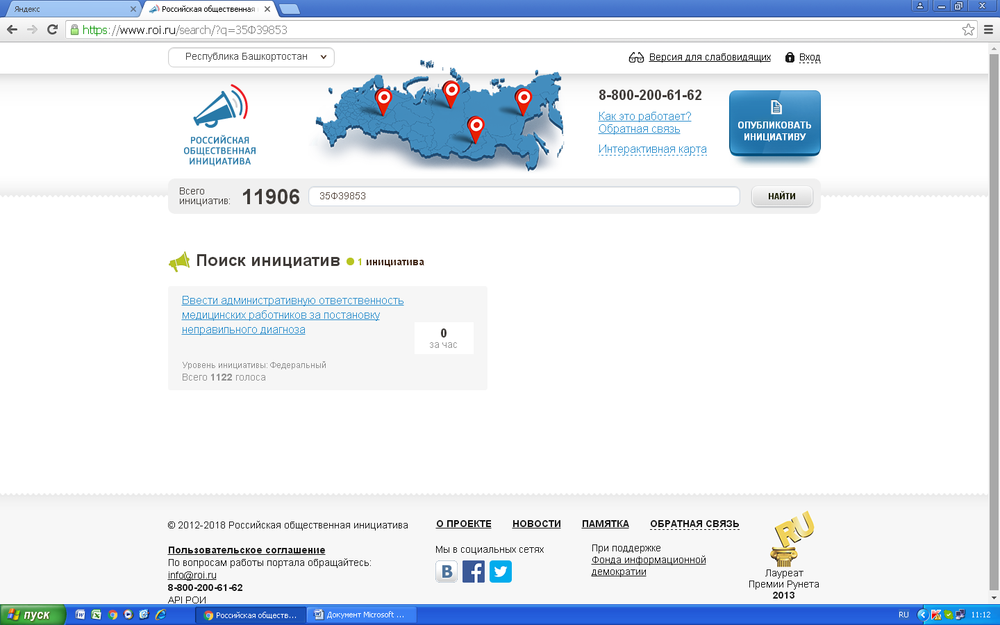 Яндекс
Российская общественная
https://www.roi.ru/search/?q=35Ф39853
Республика Башкортостан
Версия для слабовидящих
Вход
РОССИЙСКАЯ
ОБЩЕСТВЕННАЯ
ИНИЦИАТИВА
8-800-200-61-62
Как это работает?
Обратная связь
Интерактивная карта
ОПУБЛИКОВАТЬ
ИНИЦИАТИВУ
Всего
инициатив:
11906
35Ф39853
НАЙТИ
Поиск инициатив
1 инициатива
Ввести административную ответственность
медицинских работников за постановку
неправильного диагноза
0
за час
Уровень инициативы: Федеральный
Всего 1122 голоса
© 2012-2018 Российская общественная инициатива
О ПРОЕКТЕ
НОВОСТИ
ПАМЯТКА
ОБРАТНАЯ СВЯЗЬ
Пользовательское соглашение
По вопросам работы портала обращайтесь:
info@roi.ru
8-800-200-61-62
API РОИ
Мы в социальных сетях
В
При поддержке
Фонда информационной
демократии
RU
Лауреат
Премии Рунета
2013
пуск
Российская обществ...
Документ Microsoft ...
RU
11:12